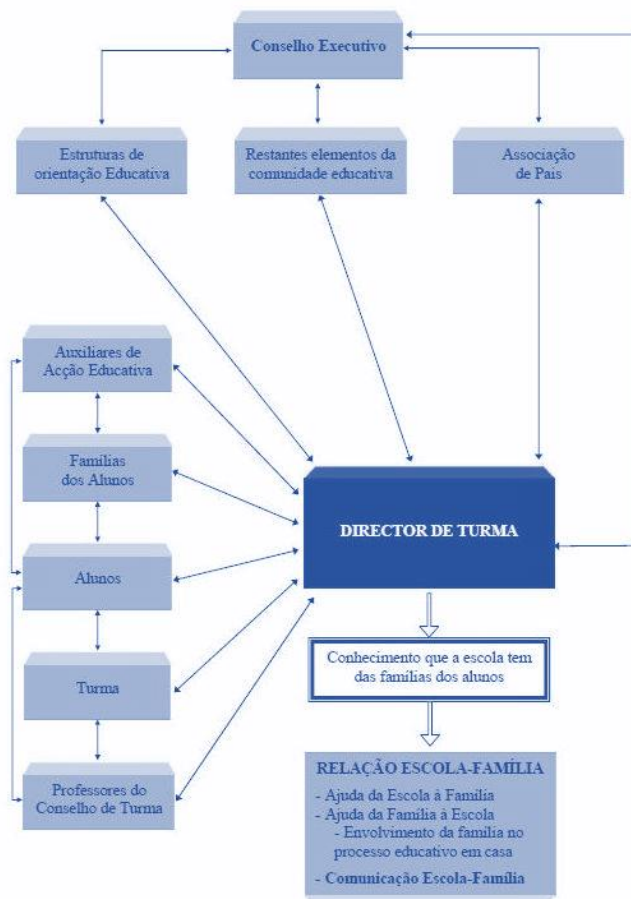 Conselho Executivo
Estruturas de
orientação Educativa
Restantes elementos da
comunidade educativa
Associação
de Pais
Auxiliares de
Acção Educativa
Famílias
dos Alunos
Alunos
Turma
Professores do
Conselho de Turma
DIRECTOR DE TURMA
Conhecimento que a escola tem
das famílias dos alunos
RELAÇÃO ESCOLA-FAMÍLIA
- Ajuda da Escola à Família
- Ajuda da Família à Escola
- Envolvimento da família no
processo educativo em casa
- Comunicação Escola-Família